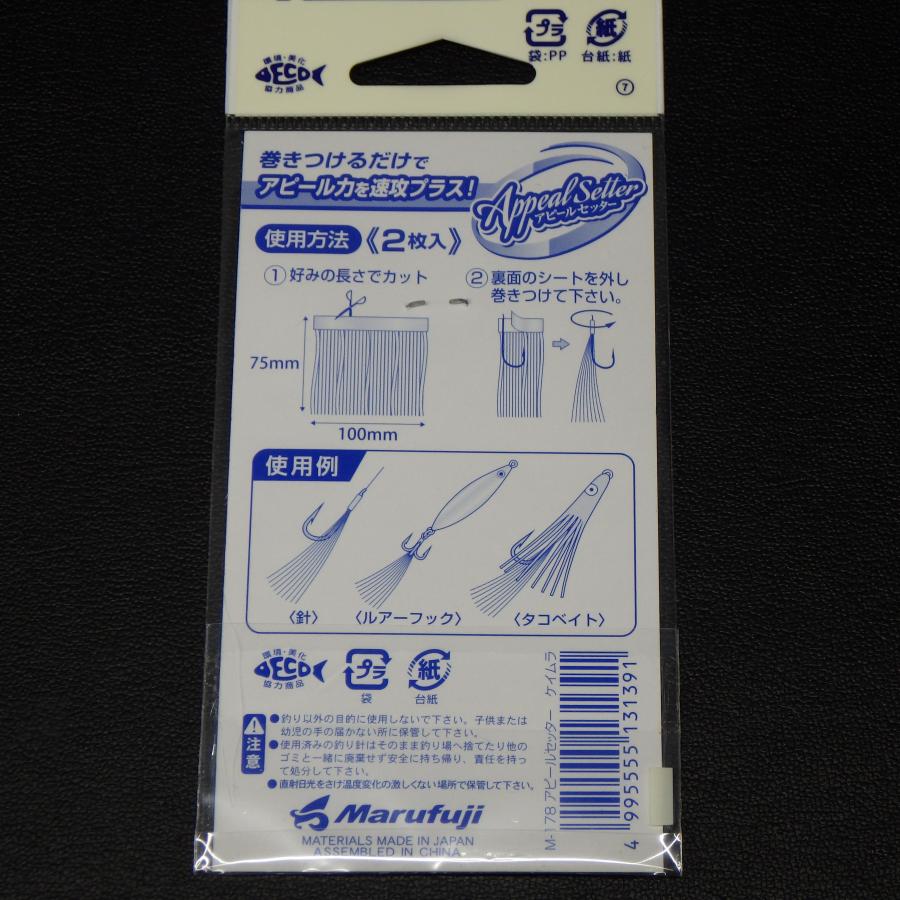 環境・美化
DECO
協力商品
プラ
袋:PP
紙
台紙:紙
7
巻きつけるだけで
アピール力を速攻プラス!
Appeal Setter
アピールセッター
使用方法
《2枚入》
①好みの長さでカット
②裏面のシートを外し
巻きつけて下さい。
75mm
100mm
使用例
〈針〉
〈ルアーフック〉
〈タコベイト〉
環境・美化
DECO
協力商品
プラ
袋
紙
台紙
注意
●釣り以外の目的に使用しないで下さい。子供または
幼児の手の届かない所に保管して下さい。
●使用済みの釣り針はそのまま釣り場へ捨てたり他の
ゴミと一緒に廃棄せず安全に持ち帰り、責任を持っ
て処分して下さい。
●直射日光をさけ温度変化の激しくない場所で保管して下さい。
Marufuji
MATERIALS MADE IN JAPAN
ASSEMBLED IN CHINA
M-178 アピールセッター ケイムラ
4 995555 131391